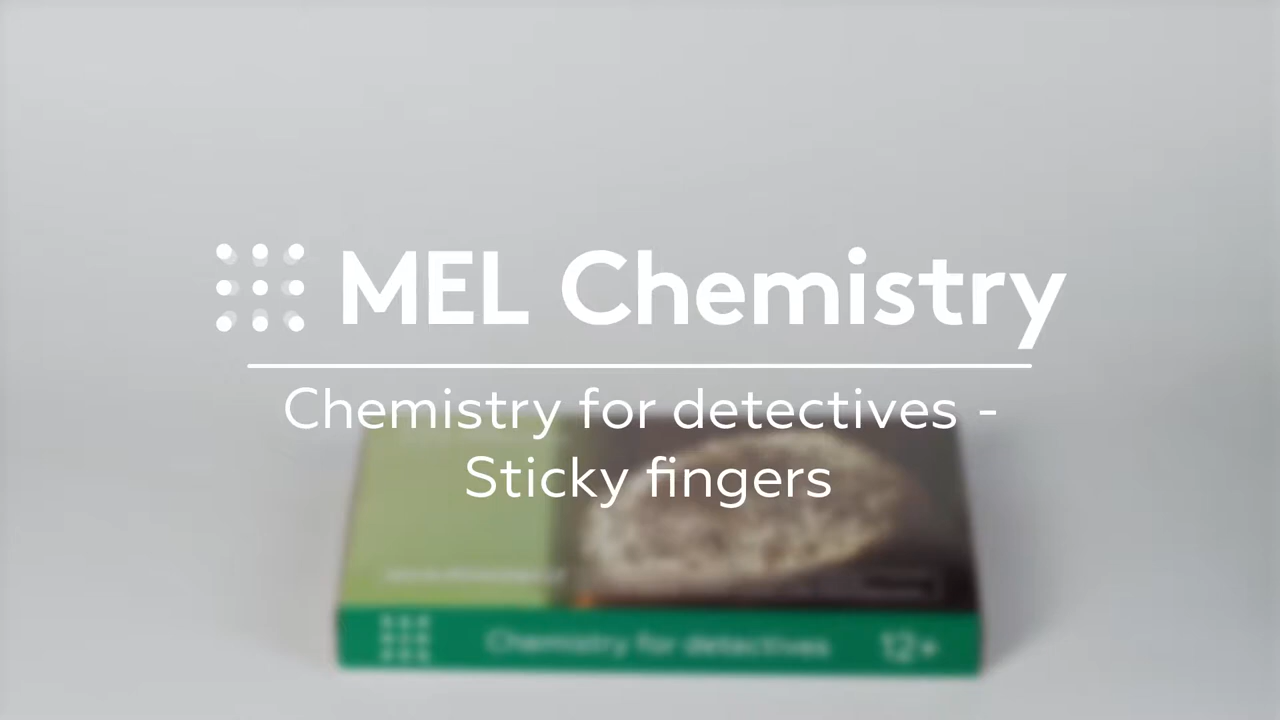 MEL Chemistry
Chemistry for detectives -
Sticky fingers
Chemistry for detectives 12+